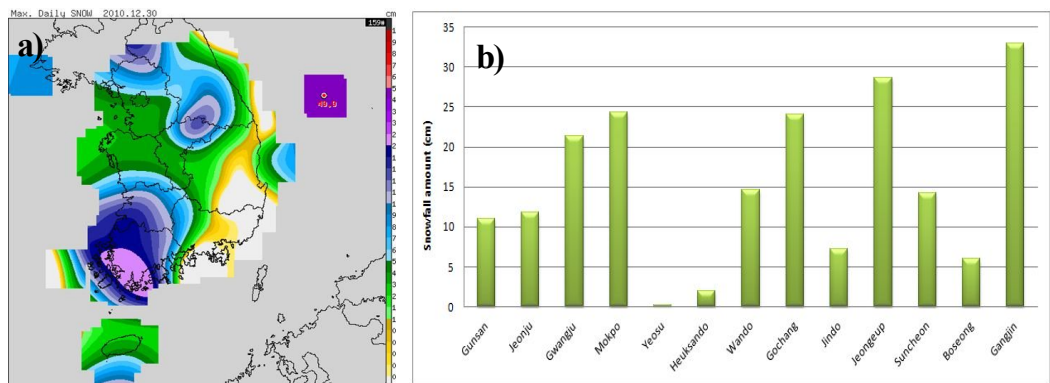 Max. Daily SNOW 2010.12.30 cm
159m
a)
49.9
b)
Snowfall amount (cm)
35
30
25
20
15
10
5
0
Gunsan
Jeonju
Gwangju
Mokpo
Yeosu
Heuksando
Wando
Gochang
Jindo
Jeongeup
Suncheon
Boseong
Gangjin